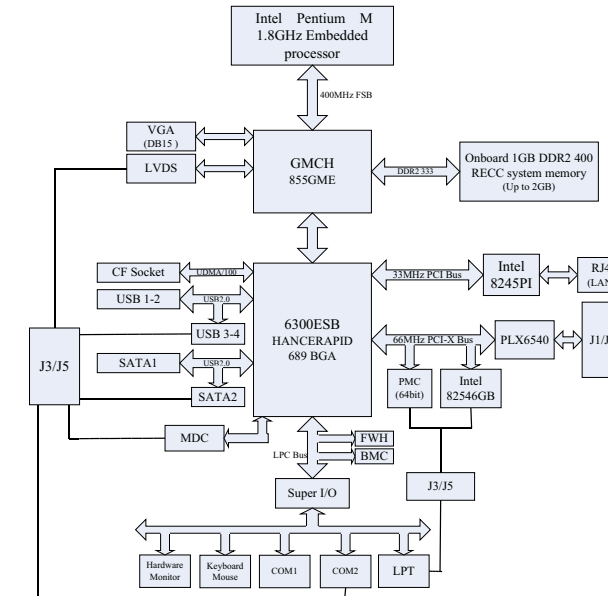 Intel Pentium M
1.8GHz Embedded
processor
400MHz FSB
VGA
(DB15 )
LVDS
GMCH
855GME
DDR2 333
Onboard 1GB DDR2 400
RECC system memory
(Up to 2GB)
CF Socket
UDMA/100
USB 1-2
USB2.0
USB 3-4
SATA1
USB2.0
SATA2
J3/J5
MDC
6300ESB
HANCERAPID
689 BGA
33MHz PCI Bus
Intel
8245PI
RJ4
(LAN
66MHz PCI-X Bus
PLX6540
J1/J
PMC
(64bit)
Intel
82546GB
LPC Bus
FWH
BMC
Super I/O
J3/J5
Hardware
Monitor
Keyboard
Mouse
COM1
COM2
LPT